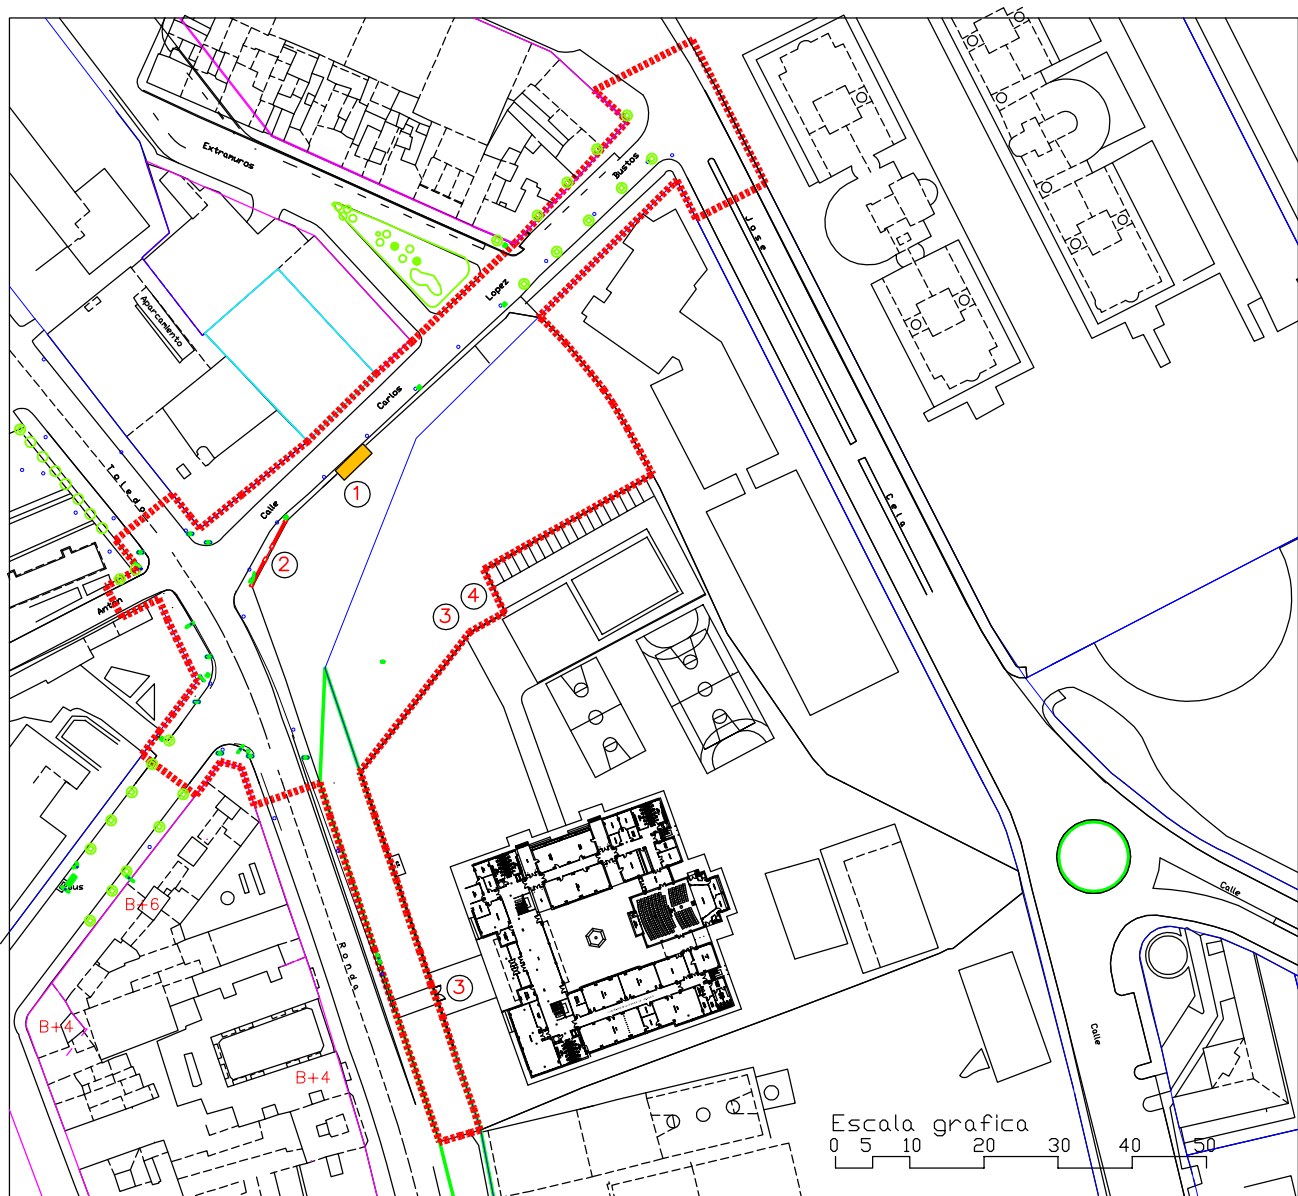 Extramuros
Bustos
Jose
Lopez
Aparcamiento
Carlos
Toledo
Calle
1
Cela
2
Anton
4
3
Calle
B+6
Ronda
3
B+4
Calle
B+4
Escala grafica
0 5 10 20 30 40 50